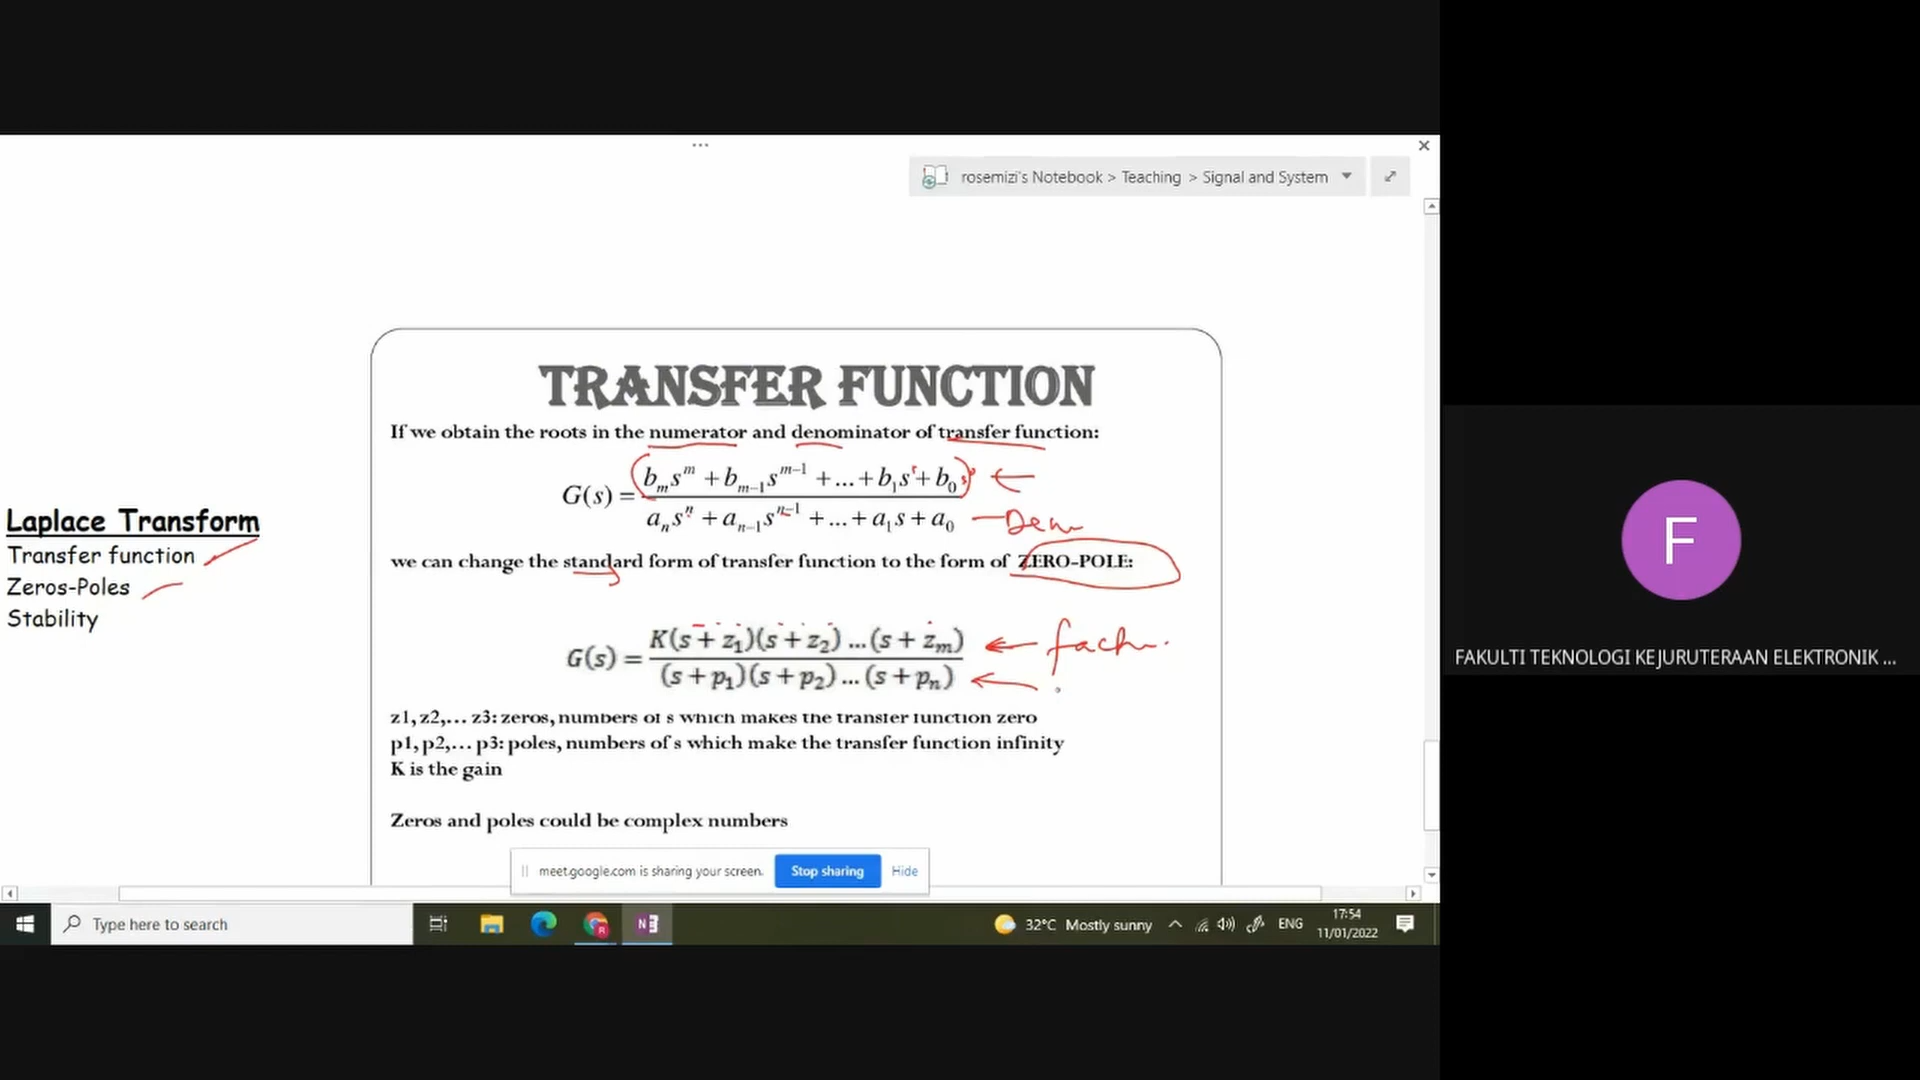 rosemizi's Notebook > Teaching > Signal and System
TRANSFER FUNCTION
If we obtain the roots in the numerator and denominator of transfer function:
G(s) = (b_m s^m + b_{m-1} s^{m-1} + ... + b_1 s + b_0) / (a_n s^n + a_{n-1} s^{n-1} + ... + a_1 s + a_0)
Laplace Transform
Transfer function
Zeros-Poles
Stability
we can change the standard form of transfer function to the form of ZERO-POLE:
G(s) = K(s + z_1)(s + z_2) ... (s + z_m) / (s + p_1)(s + p_2) ... (s + p_n)
z1, z2,... z3: zeros, numbers of s which makes the transfer function zero
p1, p2,... p3: poles, numbers of s which make the transfer function infinity
K is the gain
Zeros and poles could be complex numbers
meet.google.com is sharing your screen.
Stop sharing
Hide
Type here to search
32°C Mostly sunny
ENG
17:54
11/01/2022
F
FAKULTI TEKNOLOGI KEJURUTERAAN ELEKTRONIK ...